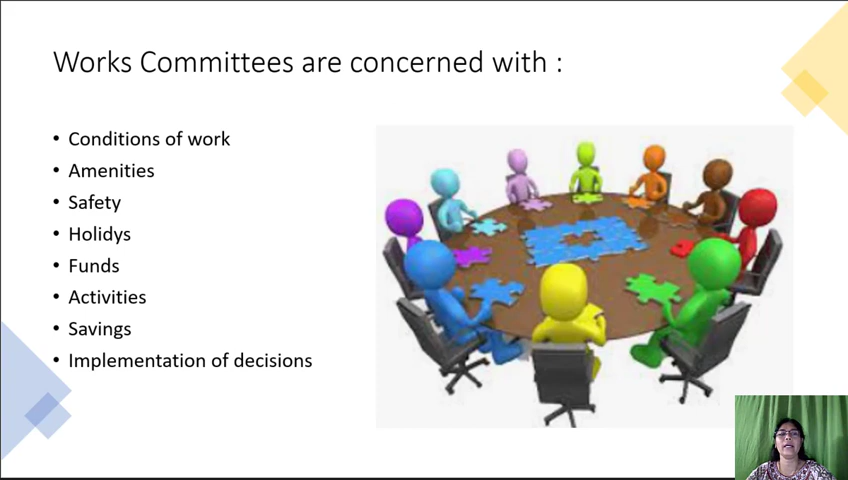 Works Committees are concerned with :
• Conditions of work
• Amenities
• Safety
• Holidys
• Funds
• Activities
• Savings
• Implementation of decisions